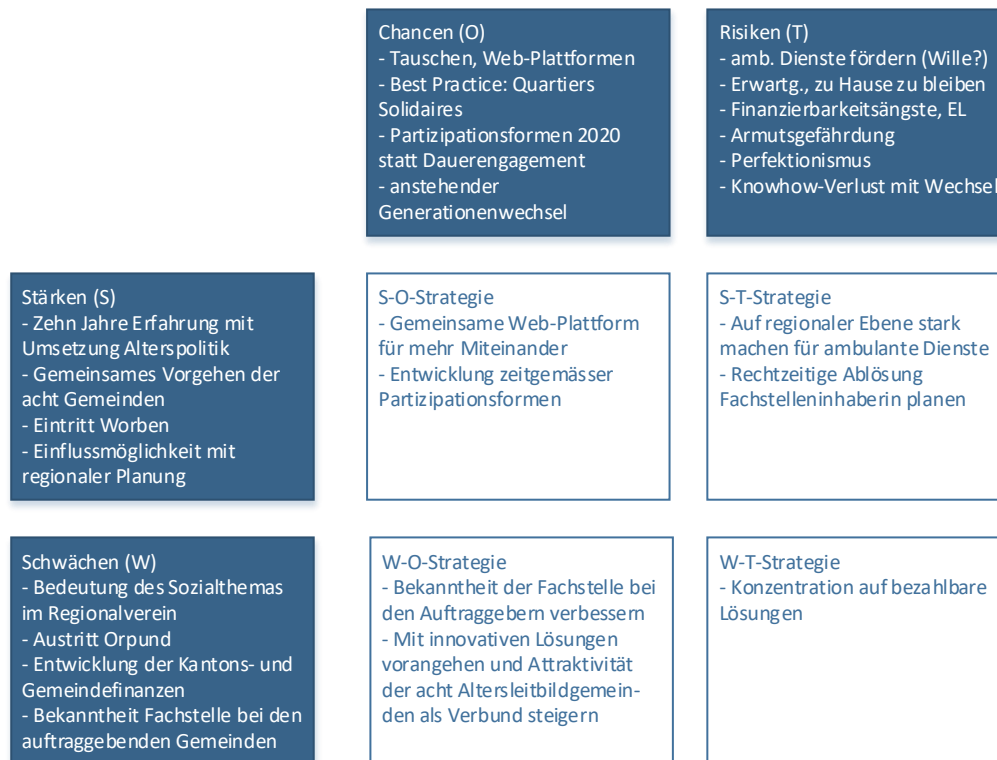 Chancen (O)
- Tauschen, Web-Plattformen
- Best Practice: Quartiers
Solidaires
- Partizipationsformen 2020
statt Dauerengagement
- anstehender
Generationenwechsel
Risiken (T)
- amb. Dienste fördern (Wille?)
- Erwartg., zu Hause zu bleiben
- Finanzierbarkeitsängste, EL
- Armutsgefährdung
- Perfektionismus
- Knowhow-Verlust mit Wechsel
Stärken (S)
- Zehn Jahre Erfahrung mit
Umsetzung Alterspolitik
- Gemeinsames Vorgehen der
acht Gemeinden
- Eintritt Worben
- Einflussmöglichkeit mit
regionaler Planung
S-O-Strategie
- Gemeinsame Web-Plattform
für mehr Miteinander
- Entwicklung zeitgemässer
Partizipationsformen
S-T-Strategie
- Auf regionaler Ebene stark
machen für ambulante Dienste
- Rechtzeitige Ablösung
Fachstelleninhaberin planen
Schwächen (W)
- Bedeutung des Sozialthemas
im Regionalverein
- Austritt Orpund
- Entwicklung der Kantons- und
Gemeindefinanzen
- Bekanntheit Fachstelle bei den
auftraggebenden Gemeinden
W-O-Strategie
- Bekanntheit der Fachstelle bei
den Auftraggebern verbessern
- Mit innovativen Lösungen
vorangehen und Attraktivität
der acht Altersleitbildgemein-
den als Verbund steigern
W-T-Strategie
- Konzentration auf bezahlbare
Lösungen